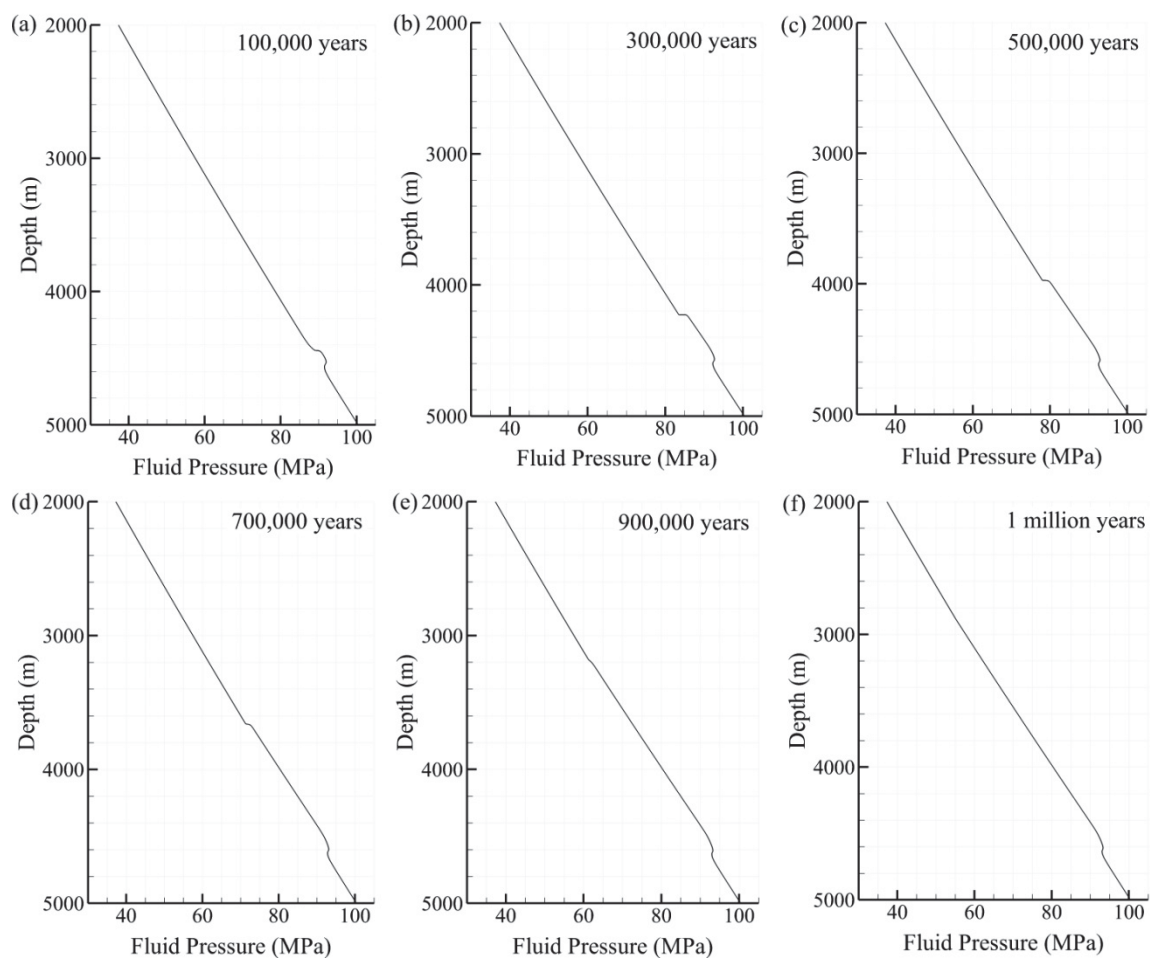 (a)
100,000 years
2000
3000
4000
5000
Depth (m)
40 60 80 100
Fluid Pressure (MPa)
(b)
300,000 years
2000
3000
4000
5000
Depth (m)
40 60 80 100
Fluid Pressure (MPa)
(c)
500,000 years
2000
3000
4000
5000
Depth (m)
40 60 80 100
Fluid Pressure (MPa)
(d)
700,000 years
2000
3000
4000
5000
Depth (m)
40 60 80 100
Fluid Pressure (MPa)
(e)
900,000 years
2000
3000
4000
5000
Depth (m)
40 60 80 100
Fluid Pressure (MPa)
(f)
1 million years
2000
3000
4000
5000
Depth (m)
40 60 80 100
Fluid Pressure (MPa)